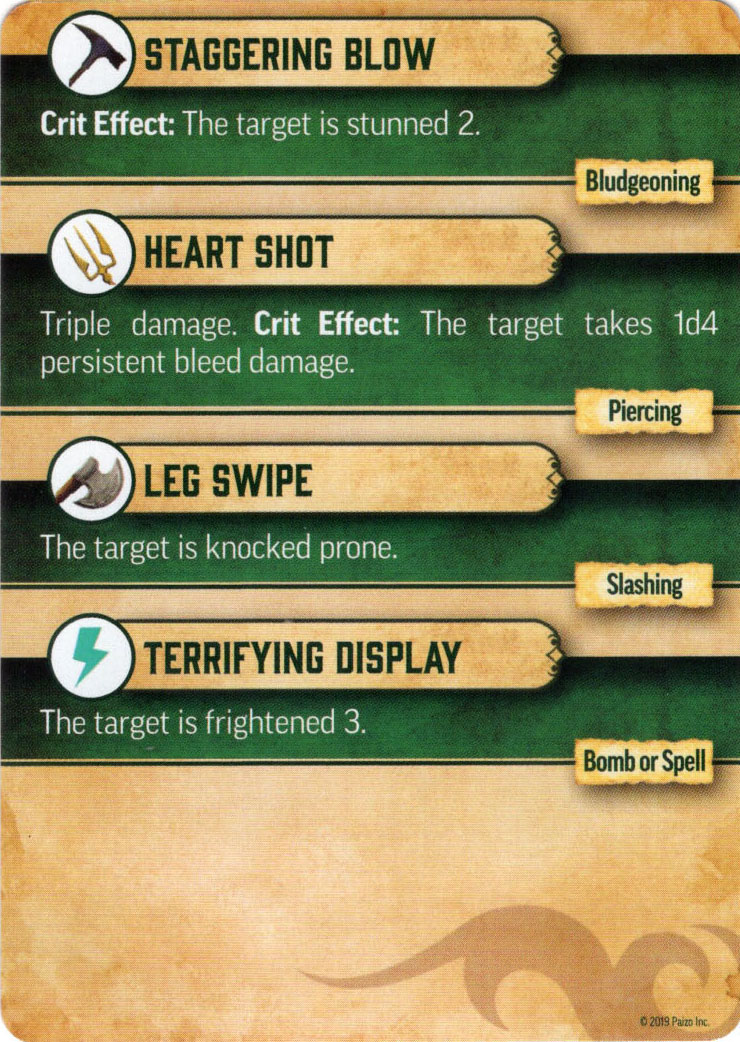 STAGGERING BLOW
Crit Effect: The target is stunned 2.
Bludgeoning
HEART SHOT
Triple damage. Crit Effect: The target takes 1d4
persistent bleed damage.
Piercing
LEG SWIPE
The target is knocked prone.
Slashing
TERRIFYING DISPLAY
The target is frightened 3.
Bomb or Spell
© 2019 Paizo Inc.